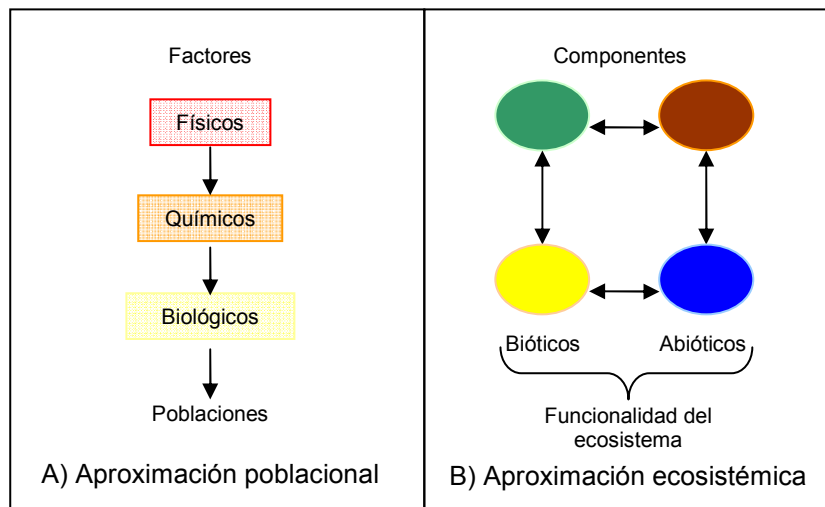 Factores
Físicos
Químicos
Biológicos
Poblaciones
A) Aproximación poblacional
Componentes
Bióticos
Abióticos
Funcionalidad del
ecosistema
B) Aproximación ecosistémica